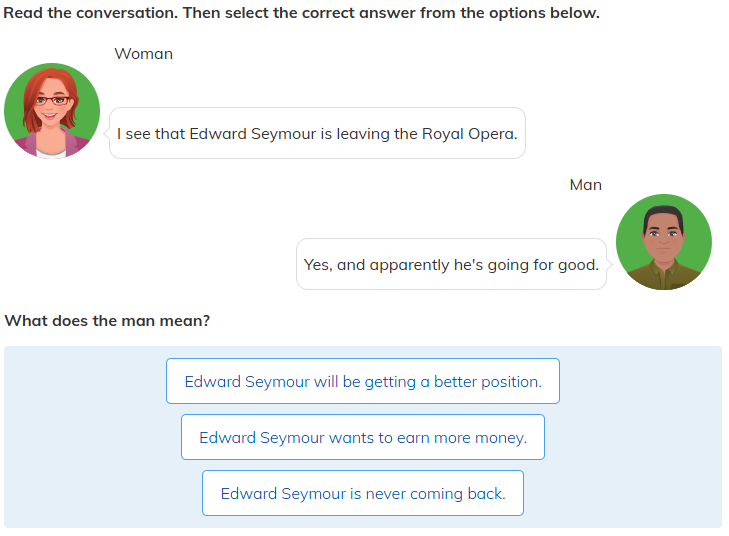 Read the conversation. Then select the correct answer from the options below.
Woman
I see that Edward Seymour is leaving the Royal Opera.
Man
Yes, and apparently he's going for good.
What does the man mean?
Edward Seymour will be getting a better position.
Edward Seymour wants to earn more money.
Edward Seymour is never coming back.